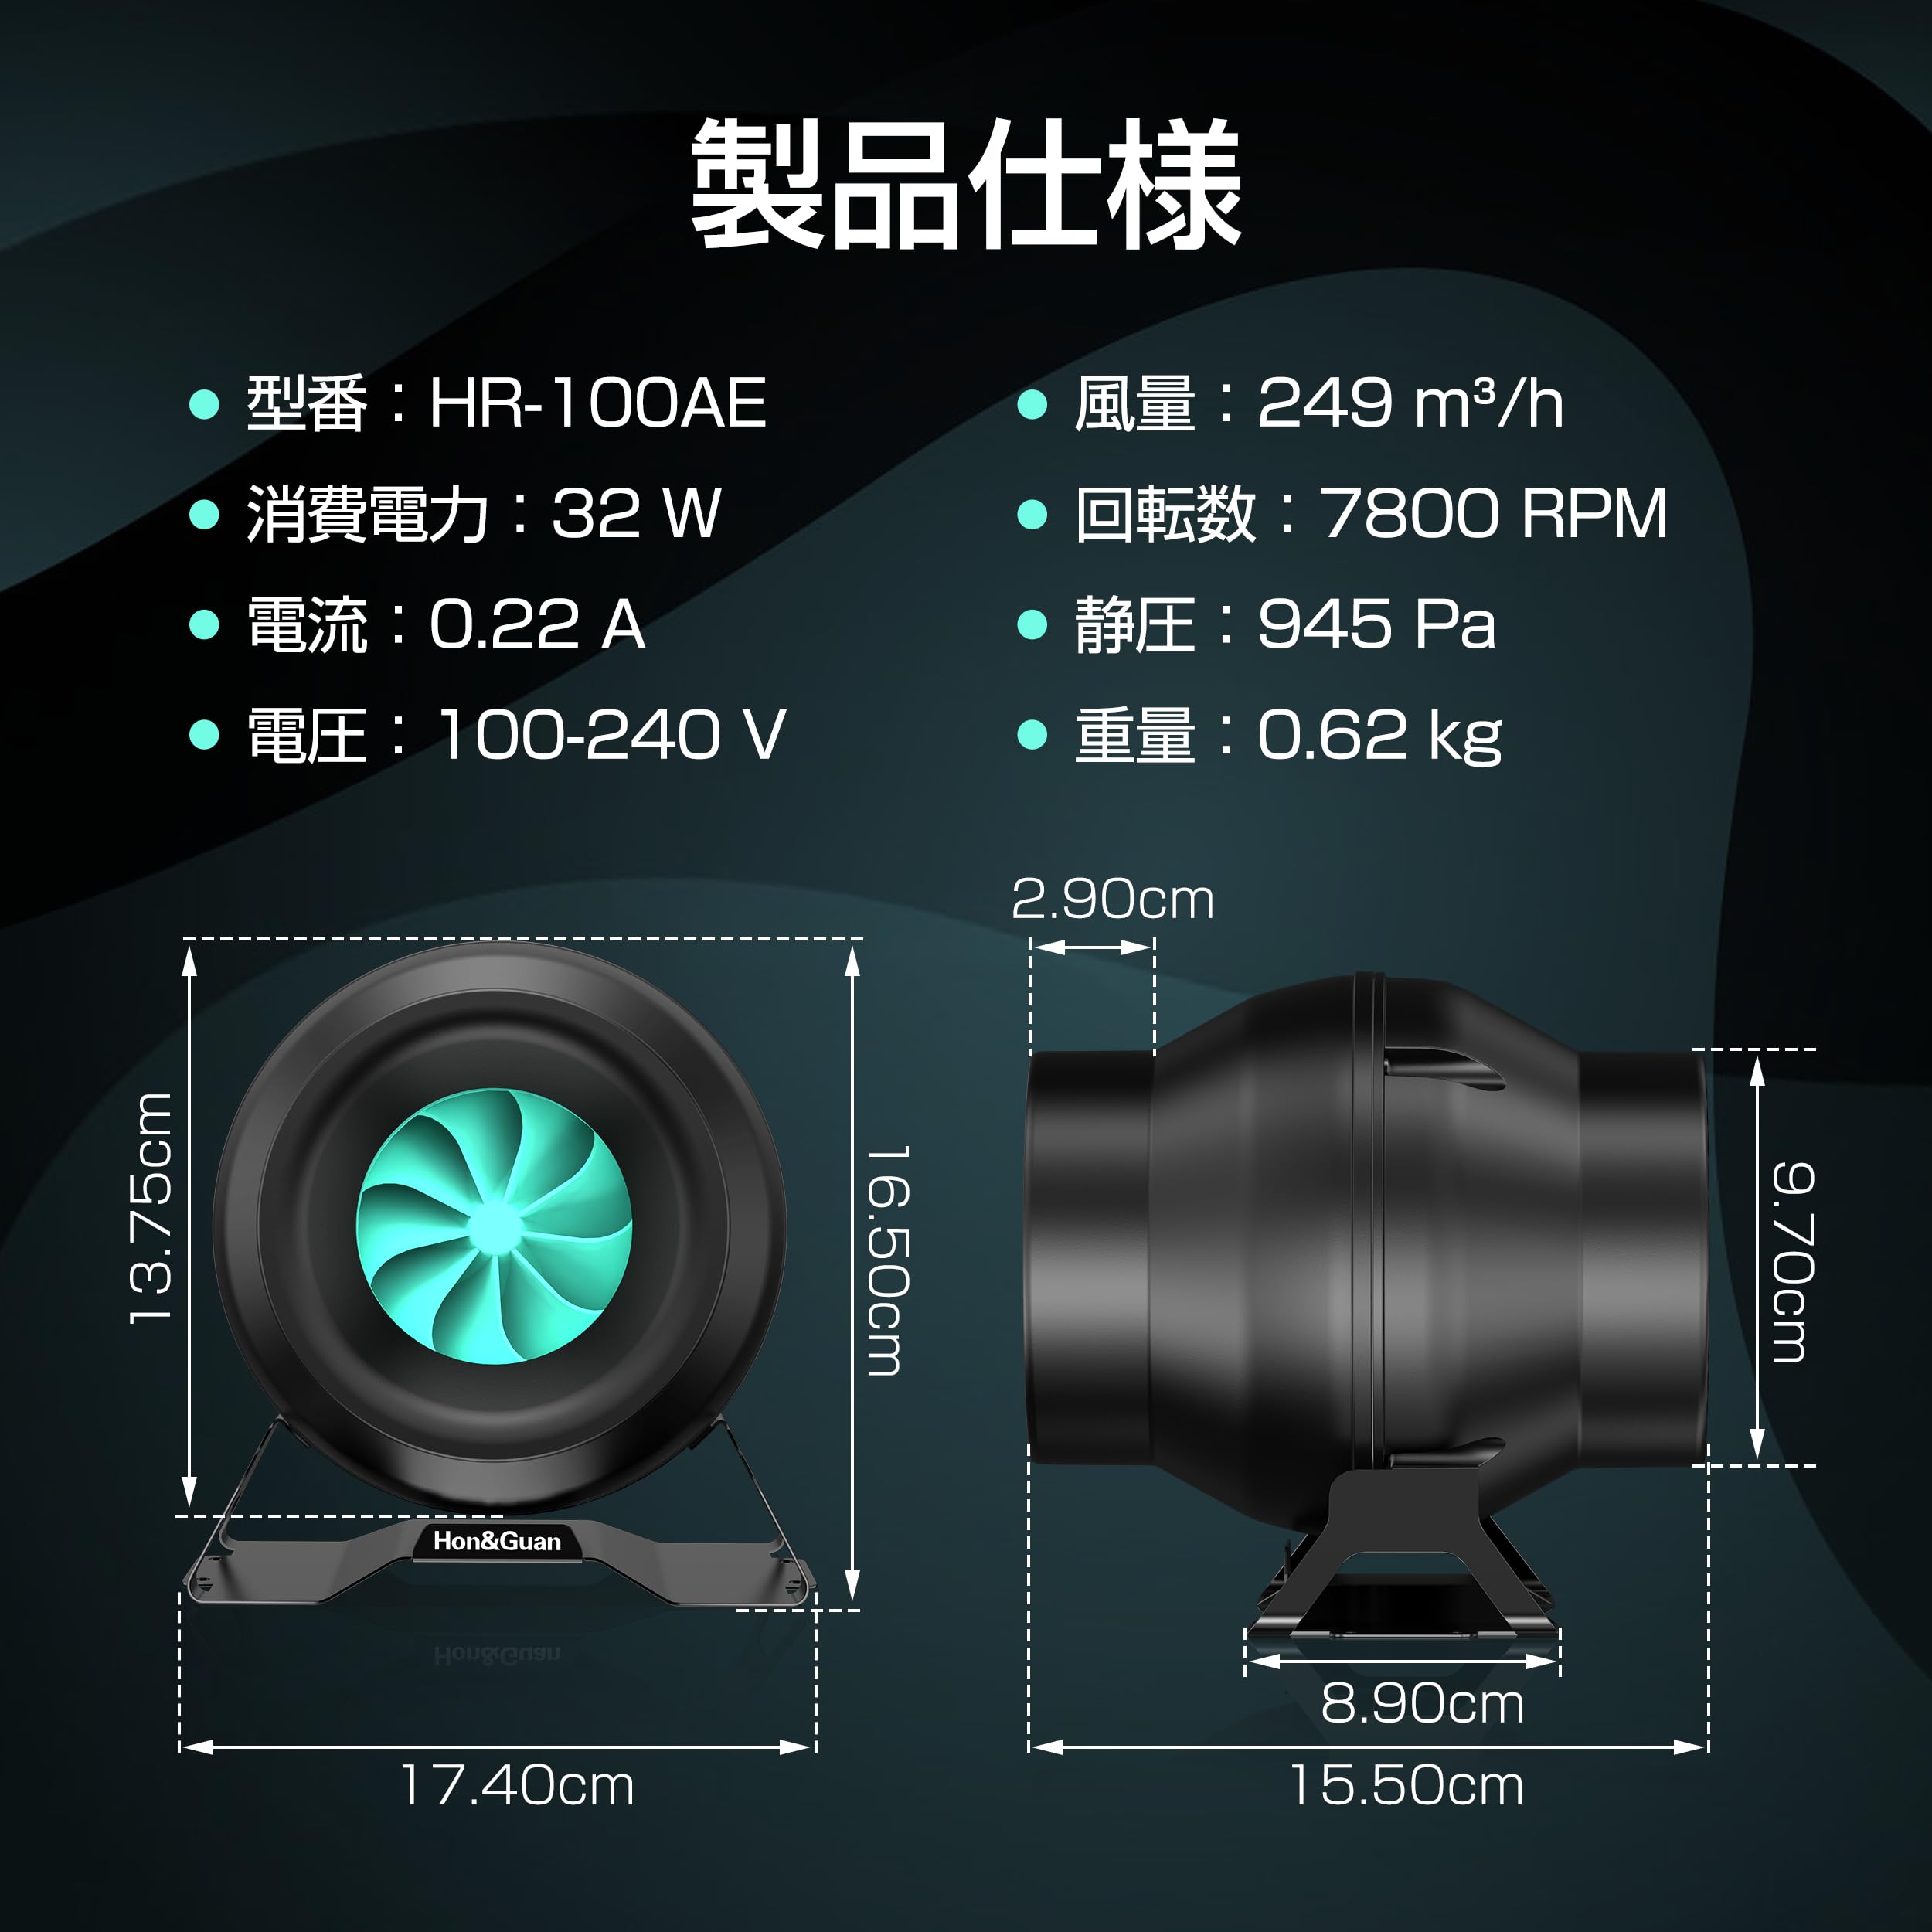 製品仕様
型番：HR-100AE
消費電力：32 W
電流：0.22 A
電圧：100-240 V
風量：249 m³/h
回転数：7800 RPM
静圧：945 Pa
重量：0.62 kg
13.75cm
16.50cm
Hon&Guan
Hon&Guan
17.40cm
2.90cm
9.70cm
8.90cm
15.50cm